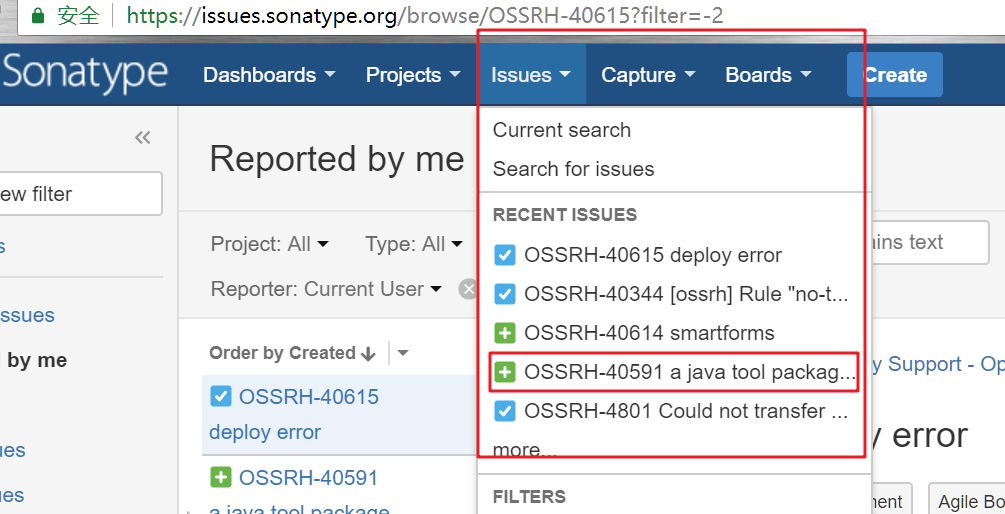 安全 https://issues.sonatype.org/browse/OSSRH-40615?filter=-2
Sonatype Dashboards Projects Issues Capture Boards Create
Current search
Reported by me
Search for issues
ew filter
RECENT ISSUES
Project: All Type: All
ins text
OSSRH-40615 deploy error
Reporter: Current User
OSSRH-40344 [ossrh] Rule "no-t...
ssues
OSSRH-40614 smartforms
by me
Order by Created
OSSRH-40591 a java tool packag...
y Support - Op
OSSRH-40615
OSSRH-4801 Could not transfer ...
deploy error
error
ues
more...
OSSRH-40591
ues
FILTERS
ment
Agile Bo
a java tool package